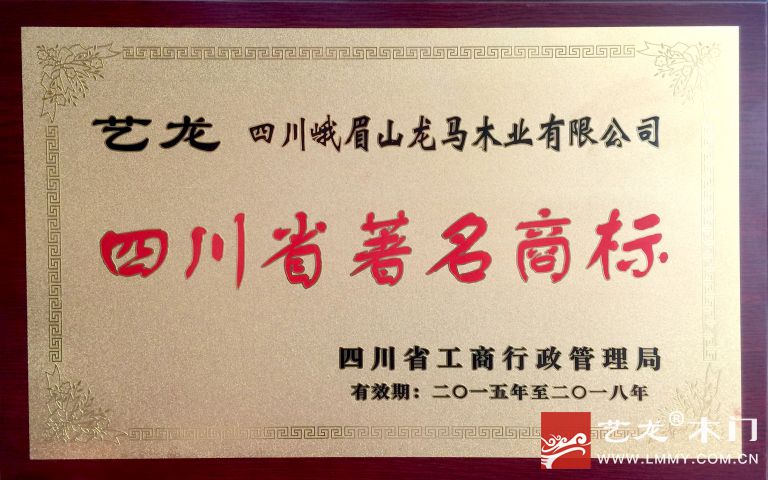 艺龙 四川峨眉山龙马木业有限公司
四川省著名商标
四川省工商行政管理局
有效期：二〇一五年至二〇一八年
艺龙®木门
WWW.LMMY.COM.CN